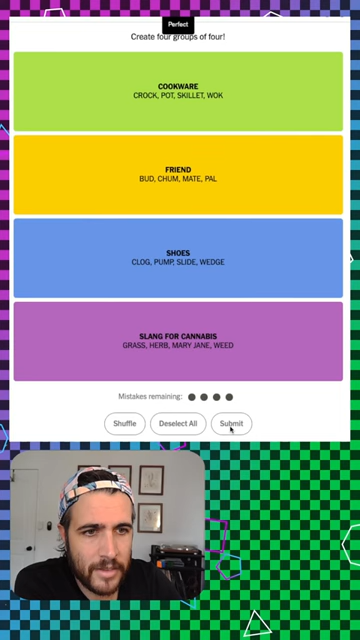 Perfect
Create four groups of four!
COOKWARE
CROCK, POT, SKILLET, WOK
FRIEND
BUD, CHUM, MATE, PAL
SHOES
CLOG, PUMP, SLIDE, WEDGE
SLANG FOR CANNABIS
GRASS, HERB, MARY JANE, WEED
Mistakes remaining:
Shuffle
Deselect All
Submit